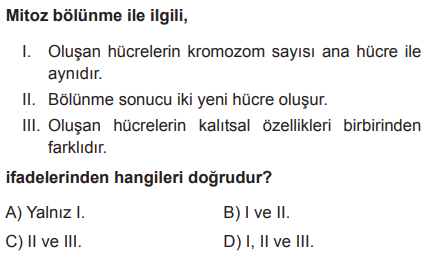 Mitoz bölünme ile ilgili,
I. Oluşan hücrelerin kromozom sayısı ana hücre ile
aynıdır.
II. Bölünme sonucu iki yeni hücre oluşur.
III. Oluşan hücrelerin kalıtsal özellikleri birbirinden
farklıdır.
ifadelerinden hangileri doğrudur?
A) Yalnız I. B) I ve II.
C) II ve III. D) I, II ve III.